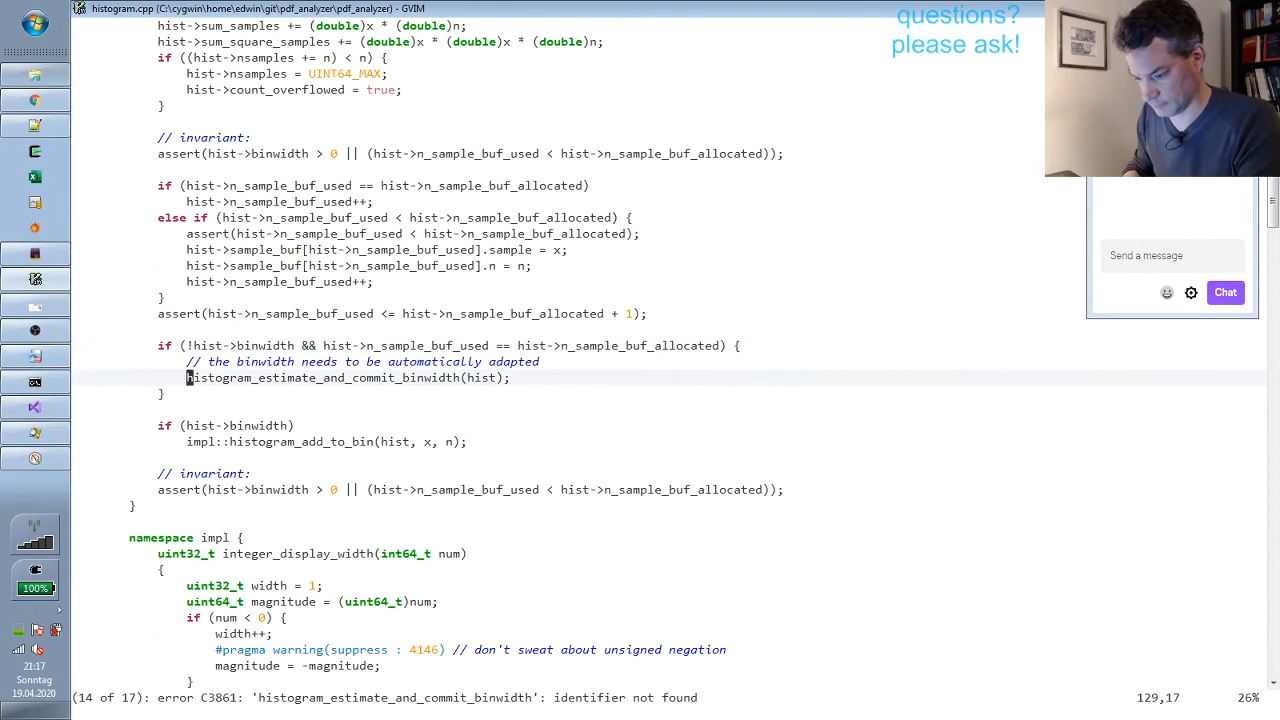 histogram.cpp (C:\cygwin\home\edwin\git\pdf_analyzer\pdf_analyzer) - GVIM
hist->sum_samples += (double)x * (double)n;
hist->sum_square_samples += (double)x * (double)x * (double)n;
if ((hist->nsamples += n) < n) {
hist->nsamples = UINT64_MAX;
hist->count_overflowed = true;
}
// invariant:
assert(hist->binwidth > 0 || (hist->n_sample_buf_used < hist->n_sample_buf_allocated));
if (hist->n_sample_buf_used == hist->n_sample_buf_allocated)
hist->n_sample_buf_used++;
else if (hist->n_sample_buf_used < hist->n_sample_buf_allocated) {
assert(hist->n_sample_buf_used < hist->n_sample_buf_allocated);
hist->sample_buf[hist->n_sample_buf_used].sample = x;
hist->sample_buf[hist->n_sample_buf_used].n = n;
hist->n_sample_buf_used++;
}
assert(hist->n_sample_buf_used <= hist->n_sample_buf_allocated + 1);
if (!hist->binwidth && hist->n_sample_buf_used == hist->n_sample_buf_allocated) {
// the binwidth needs to be automatically adapted
histogram_estimate_and_commit_binwidth(hist);
}
if (hist->binwidth)
impl::histogram_add_to_bin(hist, x, n);
// invariant:
assert(hist->binwidth > 0 || (hist->n_sample_buf_used < hist->n_sample_buf_allocated));
}
namespace impl {
uint32_t integer_display_width(int64_t num)
{
uint32_t width = 1;
uint64_t magnitude = (uint64_t)num;
if (num < 0) {
width++;
#pragma warning(suppress : 4146) // don't sweat about unsigned negation
magnitude = -magnitude;
}
(14 of 17): error C3861: 'histogram_estimate_and_commit_binwidth': identifier not found
129,17
26%
questions?
please ask!
Send a message
Chat
100%
21:17
Sonntag
19.04.2020